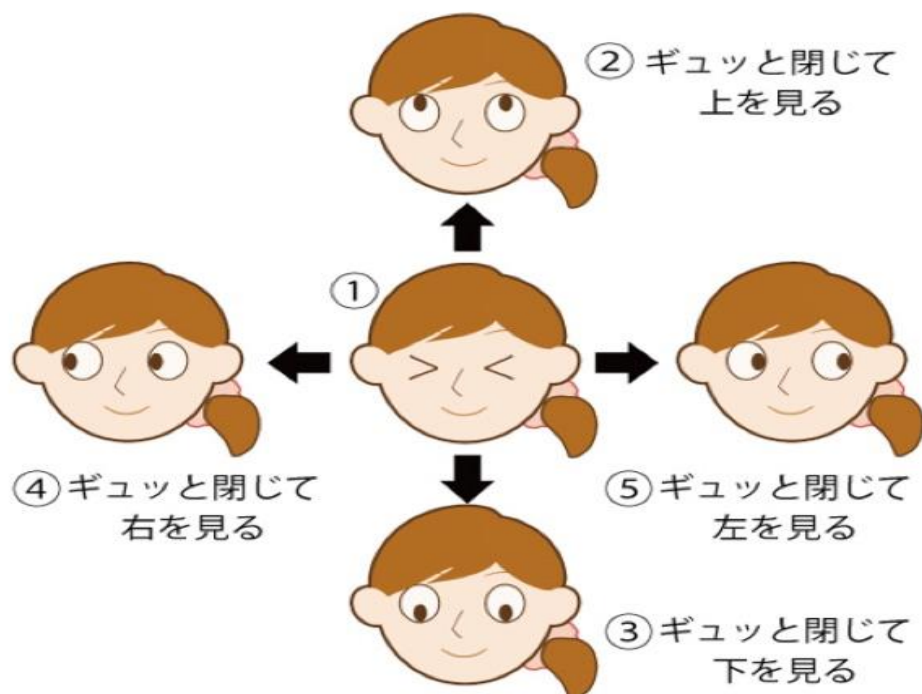 ② ギュッと閉じて
上を見る
①
④ ギュッと閉じて
右を見る
⑤ ギュッと閉じて
左を見る
③ ギュッと閉じて
下を見る